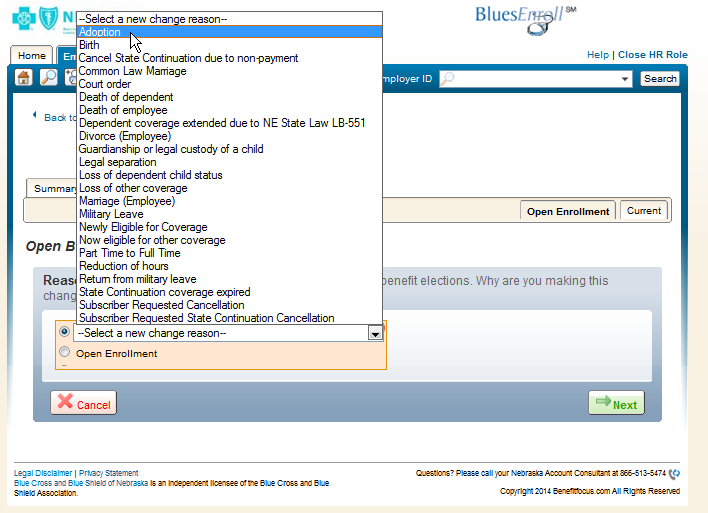 NE
BluesEnroll SM
--Select a new change reason--
Adoption
Birth
Cancel State Continuation due to non-payment
Common Law Marriage
Court order
Death of dependent
Death of employee
Dependent coverage extended due to NE State Law LB-551
Divorce (Employee)
Guardianship or legal custody of a child
Legal separation
Loss of dependent child status
Loss of other coverage
Marriage (Employee)
Military Leave
Newly Eligible for Coverage
Now eligible for other coverage
Part Time to Full Time
Reduction of hours
Return from military leave
State Continuation coverage expired
Subscriber Requested Cancellation
Subscriber Requested State Continuation Cancellation
Home
Help | Close HR Role
mployer ID
Search
Back to
Summary
Open Enrollment
Current
Open B
Reaso
enefit elections. Why are you making this
chang
--Select a new change reason--
Open Enrollment
Cancel
Next
Legal Disclaimer | Privacy Statement
Blue Cross and Blue Shield of Nebraska is an independent licensee of the Blue Cross and Blue
Shield Association.
Questions? Please call your Nebraska Account Consultant at 866-513-5474
Copyright 2014 Benefitfocus.com All Rights Reserved